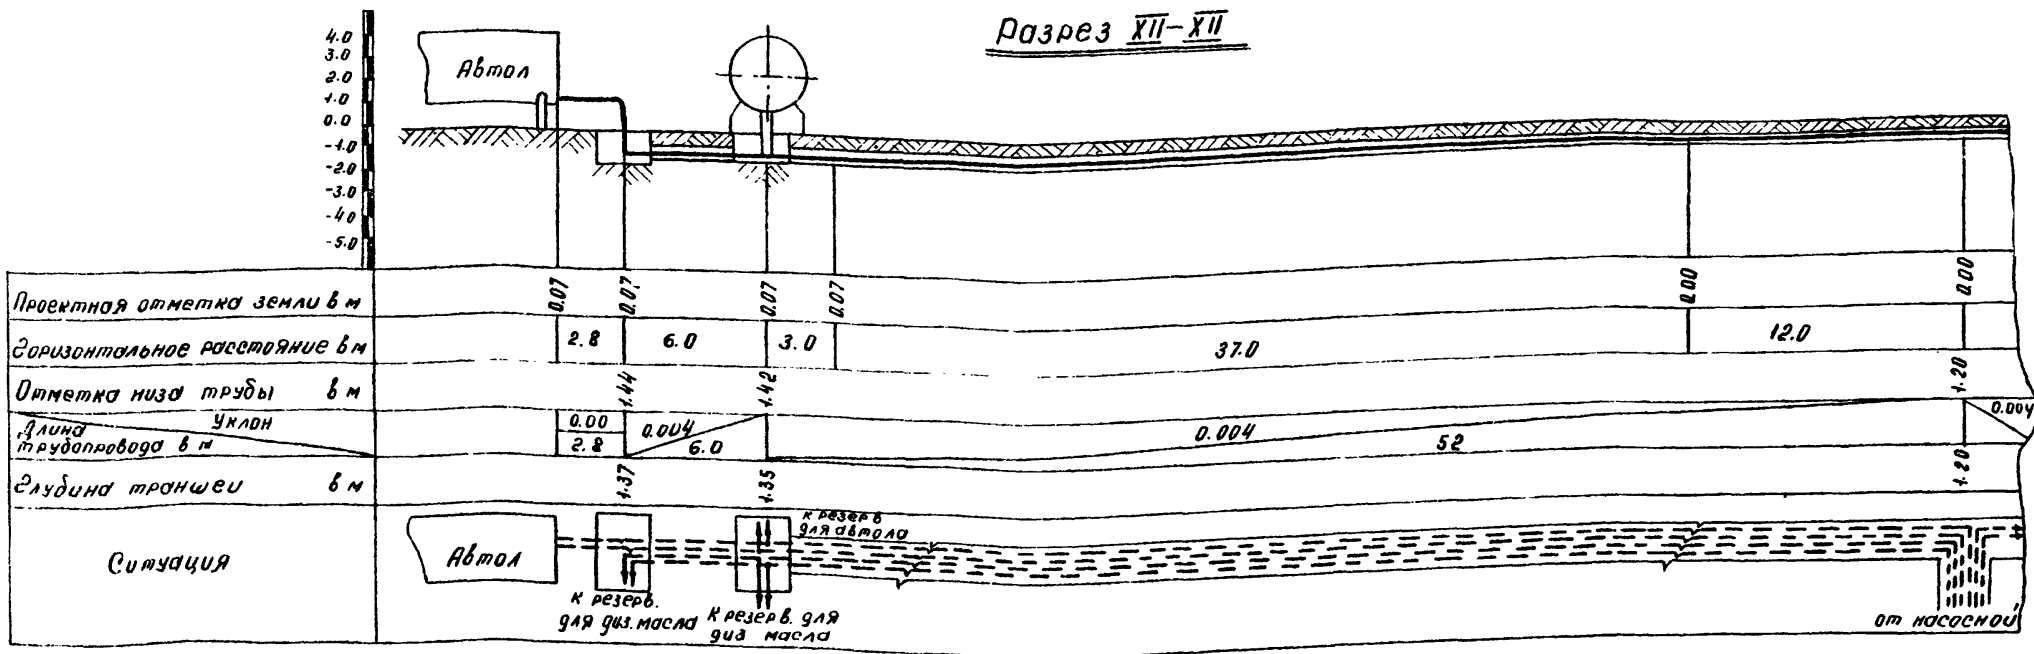 Разрез XII-XII
4.0
3.0
2.0
1.0
0.0
-1.0
-2.0
-3.0
-4.0
-5.0
Автол
Проектная отметка земли в м
0.07
0.07
0.07
0.07
0.00
0.00
Горизонтальное расстояние в м
2.8
6.0
3.0
37.0
12.0
Отметка низа трубы в м
1.44
1.42
1.20
Уклон
Длина
трубопровода в м
0.00
2.8
0.004
6.0
0.004
52
0.004
Глубина траншеи в м
1.37
1.35
1.20
Ситуация
Автол
к резерв.
для диз. масла
к резерв
для автола
К резерв. для
диз масла
от насосной